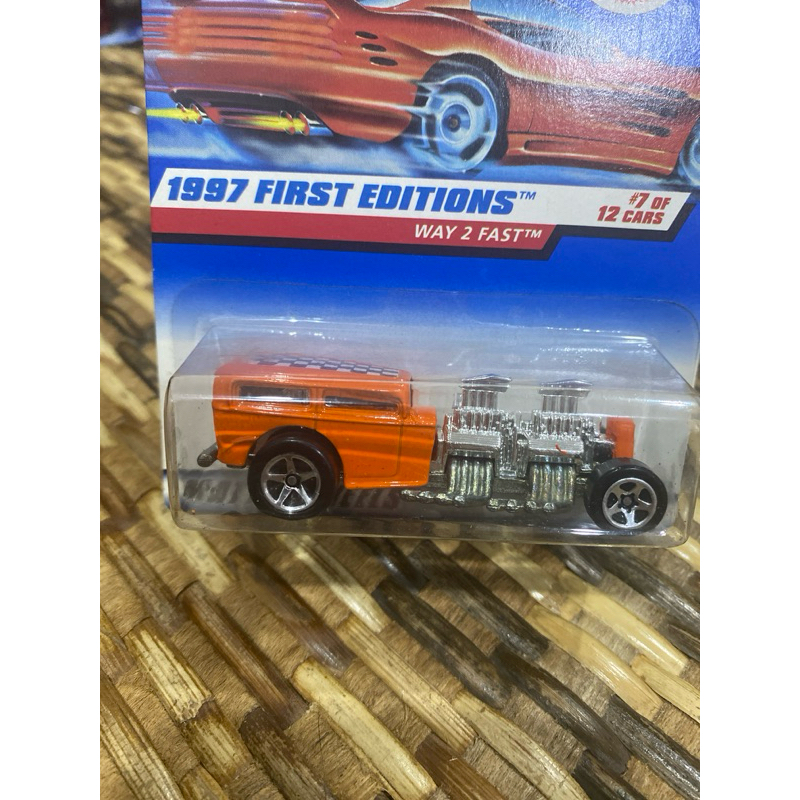 1997 FIRST EDITIONS™
#7 OF
12 CARS
WAY 2 FAST™